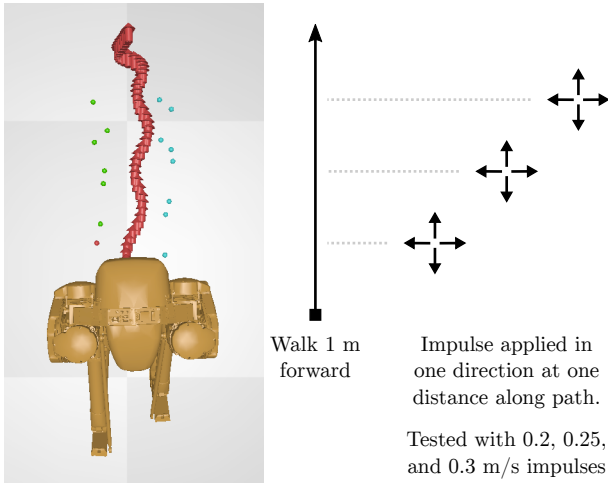 Walk 1 m
forward
Impulse applied in
one direction at one
distance along path.
Tested with 0.2, 0.25,
and 0.3 m/s impulses